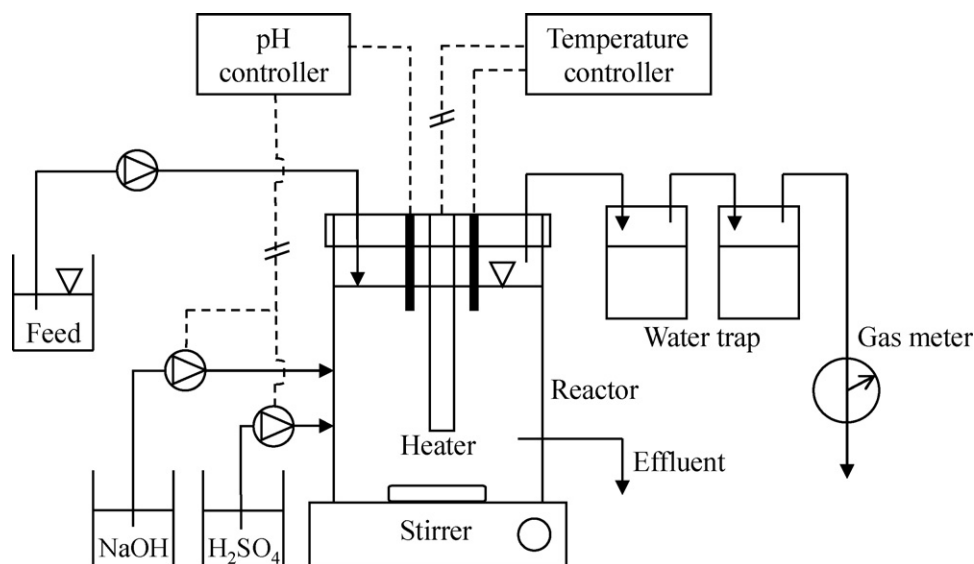 pH
controller
Temperature
controller
Feed
Water trap
Gas meter
Reactor
Heater
Effluent
NaOH
H₂SO₄
Stirrer